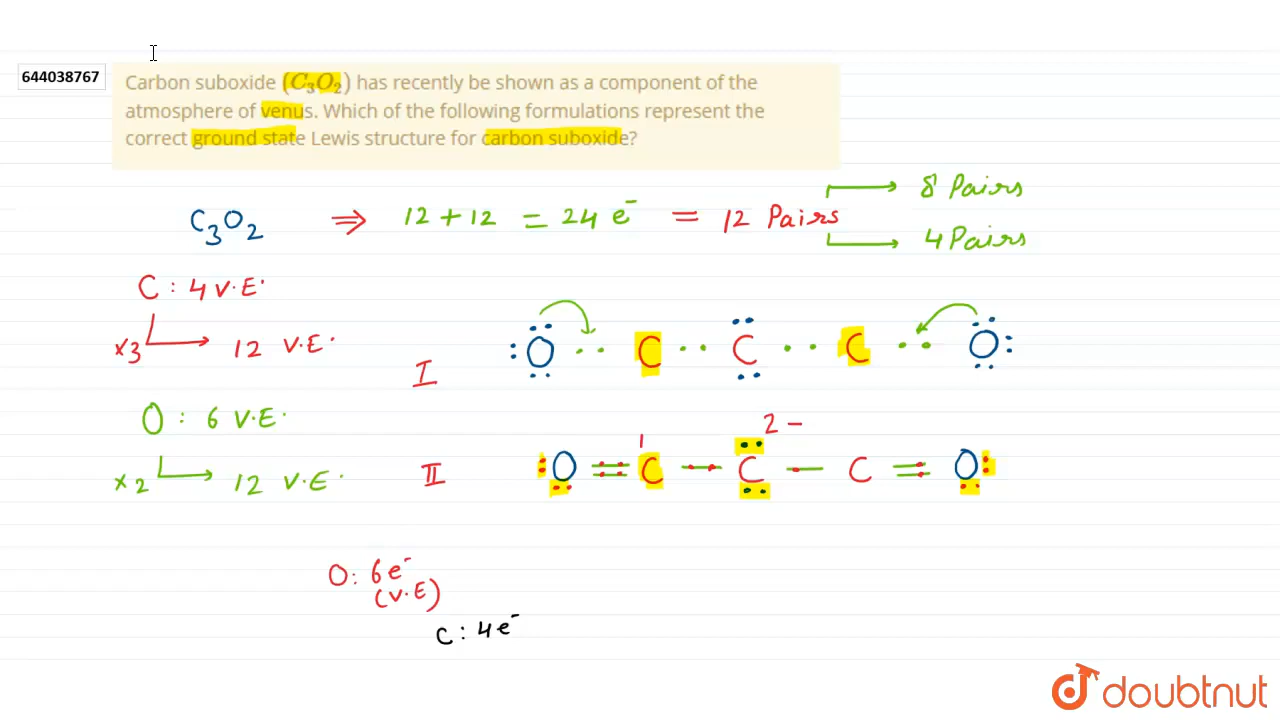 644038767
Carbon suboxide (C₃O₂) has recently be shown as a component of the
atmosphere of venus. Which of the following formulations represent the
correct ground state Lewis structure for carbon suboxide?
C₃O₂ ⇒ 12 + 12 = 24 e⁻ = 12 Pairs
→ 8 Pairs
→ 4 Pairs
C : 4 V.E.
x3 → 12 V.E.
I :O ·· C ·· C ·· C ·· O:
O : 6 V.E.
x2 → 12 V.E.
2 –
II :O = C – C – C = O:
O: 6e⁻
(V.E)
C : 4e⁻
doubtnut